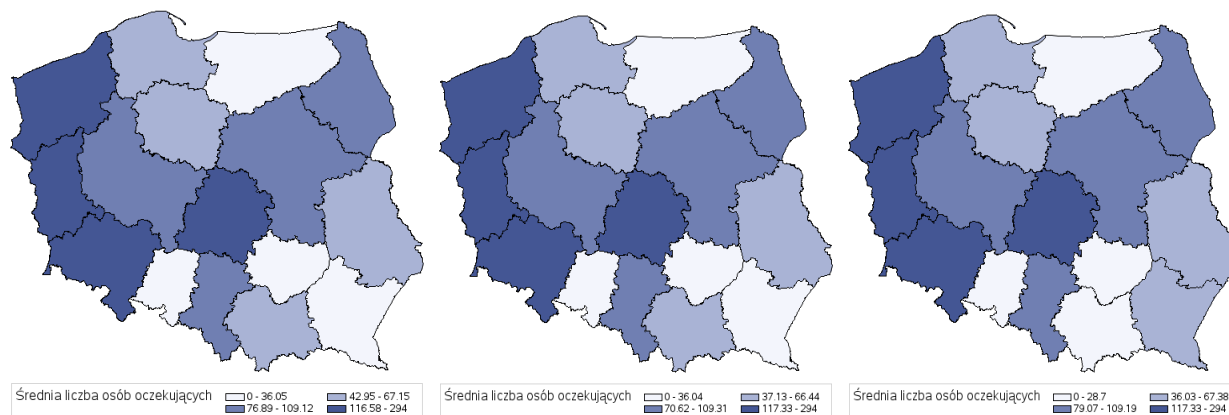 Średnia liczba osób oczekujących 0 - 36.05 42.95 - 67.15
76.89 - 109.12 116.58 - 294
Średnia liczba osób oczekujących 0 - 36.04 37.13 - 66.44
70.62 - 109.31 117.33 - 294
Średnia liczba osób oczekujących 0 - 28.7 36.03 - 67.36
79.07 - 109.19 117.33 - 294